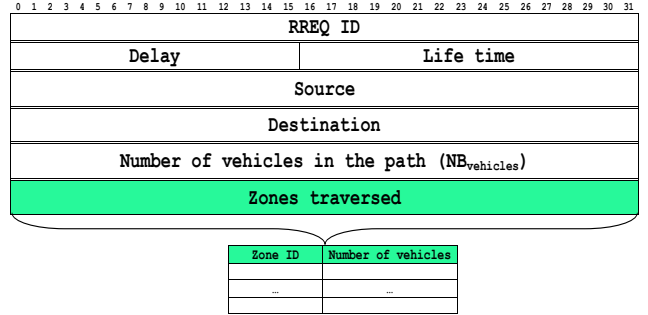 0 1 2 3 4 5 6 7 8 9 10 11 12 13 14 15 16 17 18 19 20 21 22 23 24 25 26 27 28 29 30 31
RREQ ID
Delay Life time
Source
Destination
Number of vehicles in the path (NBvehicles)
Zones traversed
Zone ID Number of vehicles
… …